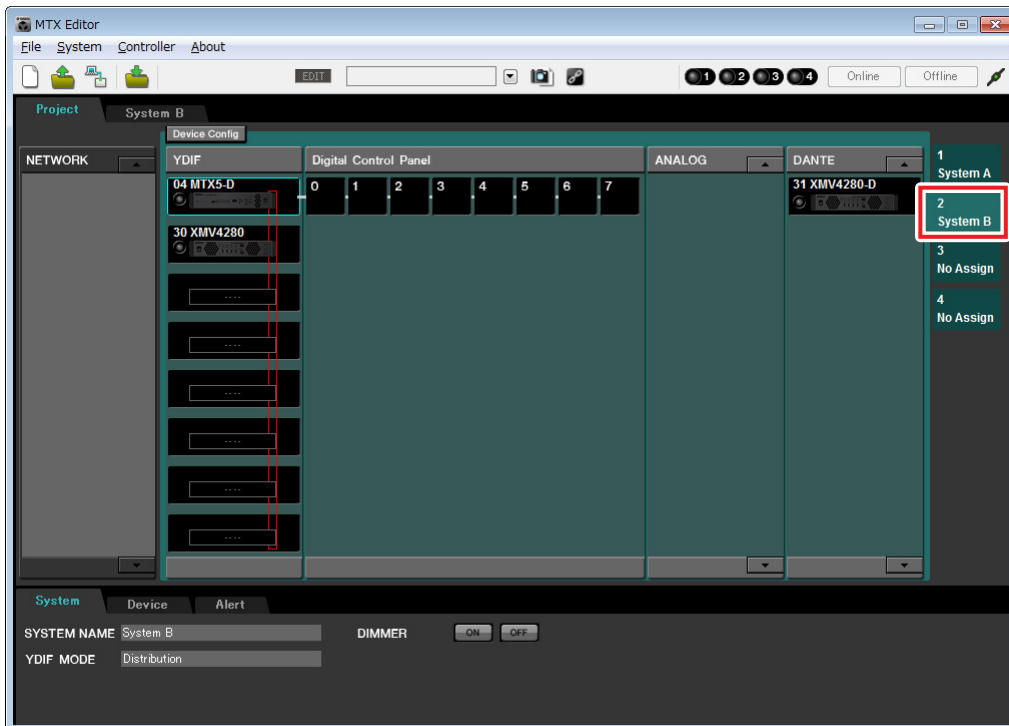 MTX Editor
File System Controller About
EDIT 1 2 3 4 Online Offline
Project System B
Device Config
NETWORK YDIF Digital Control Panel ANALOG DANTE
1
System A
04 MTX5-D 0 1 2 3 4 5 6 7 31 XMV4280-D
2
System B
30 XMV4280
3
No Assign
----
4
No Assign
----
----
----
----
----
System Device Alert
SYSTEM NAME System B DIMMER ON OFF
YDIF MODE Distribution